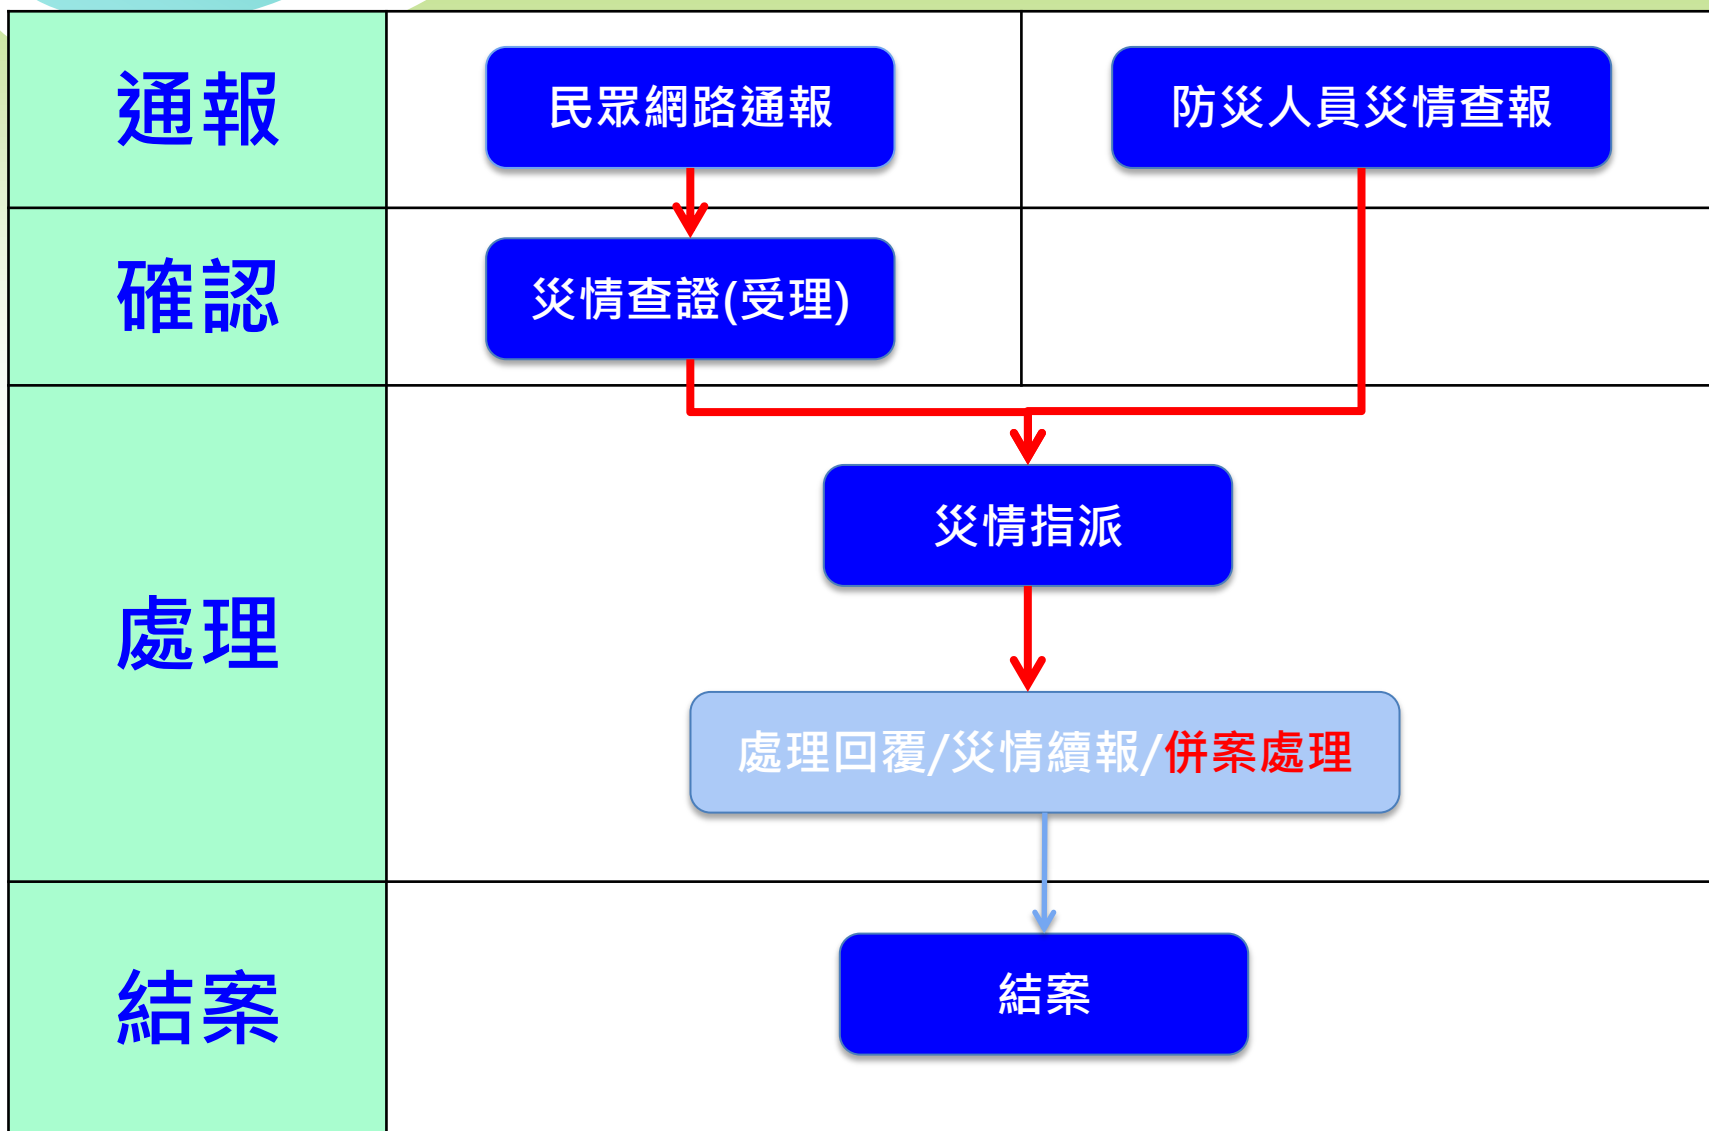 通報
民眾網路通報
防災人員災情查報
確認
災情查證(受理)
處理
災情指派
處理回覆/災情續報/併案處理
結案
結案